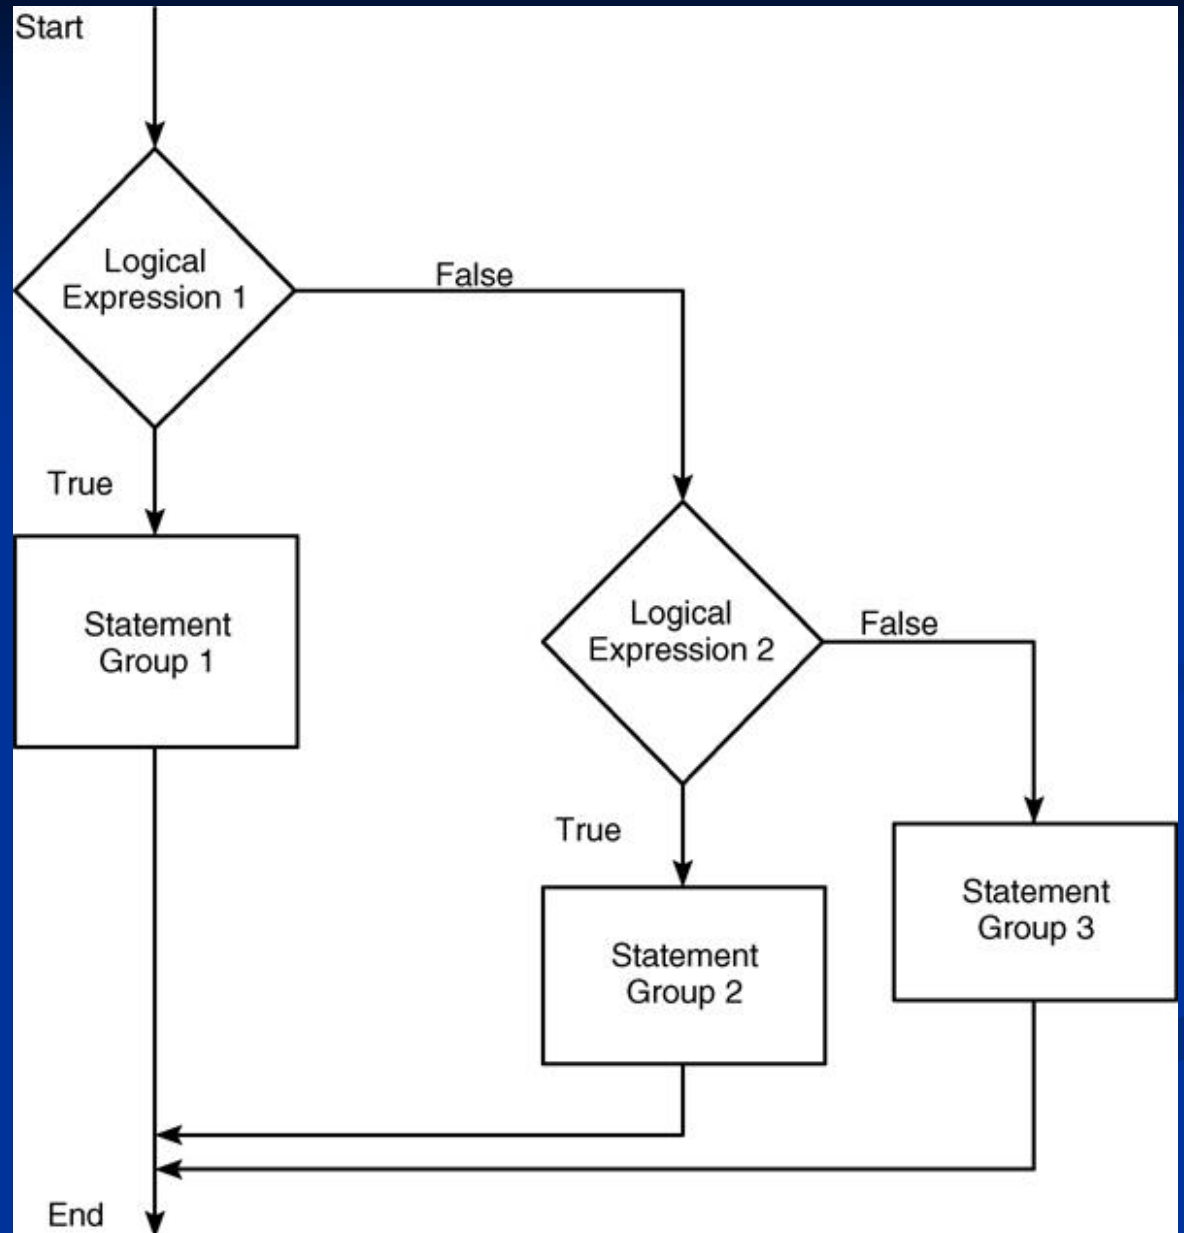 Start
Logical
Expression 1
False
True
Statement
Group 1
Logical
Expression 2
False
True
Statement
Group 2
Statement
Group 3
End